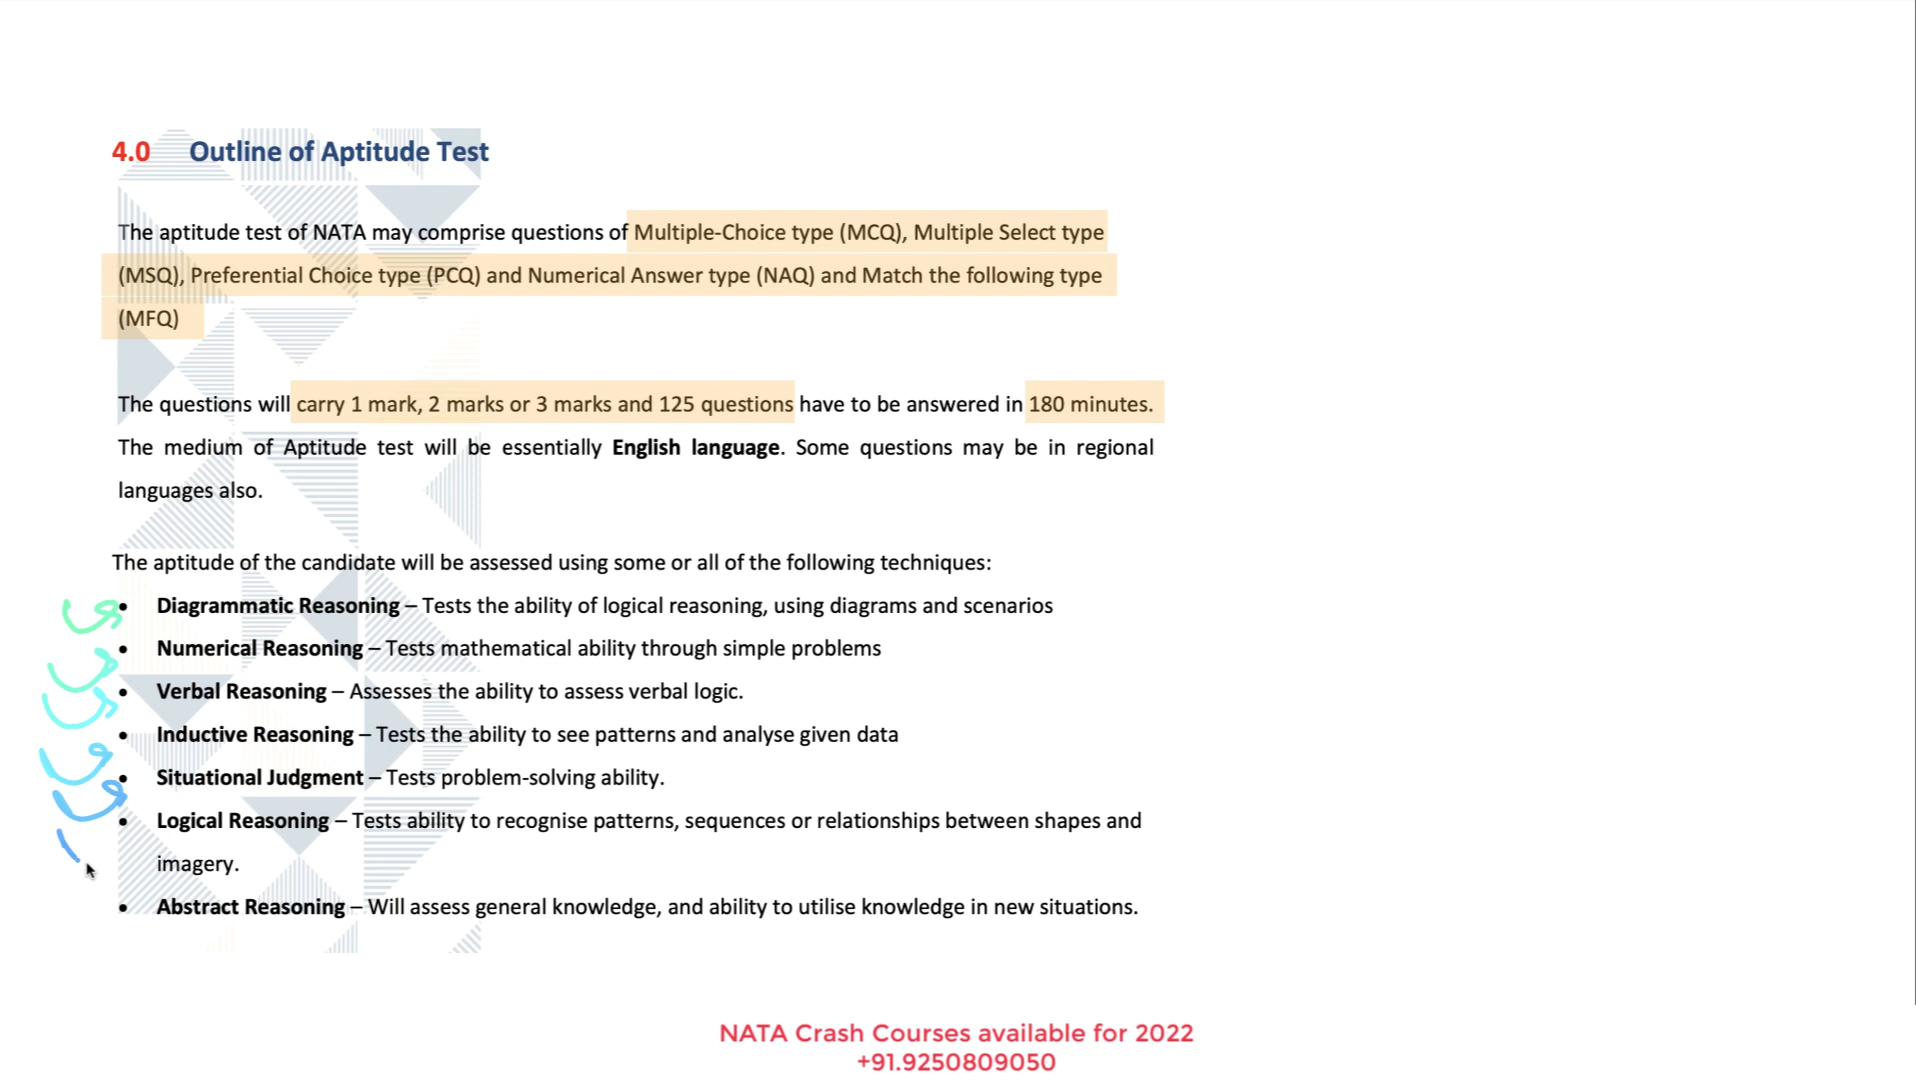 4.0 Outline of Aptitude Test
The aptitude test of NATA may comprise questions of Multiple-Choice type (MCQ), Multiple Select type
(MSQ), Preferential Choice type (PCQ) and Numerical Answer type (NAQ) and Match the following type
(MFQ)
The questions will carry 1 mark, 2 marks or 3 marks and 125 questions have to be answered in 180 minutes.
The medium of Aptitude test will be essentially English language. Some questions may be in regional
languages also.
The aptitude of the candidate will be assessed using some or all of the following techniques:
• Diagrammatic Reasoning – Tests the ability of logical reasoning, using diagrams and scenarios
• Numerical Reasoning – Tests mathematical ability through simple problems
• Verbal Reasoning – Assesses the ability to assess verbal logic.
• Inductive Reasoning – Tests the ability to see patterns and analyse given data
• Situational Judgment – Tests problem-solving ability.
• Logical Reasoning – Tests ability to recognise patterns, sequences or relationships between shapes and
imagery.
• Abstract Reasoning – Will assess general knowledge, and ability to utilise knowledge in new situations.
NATA Crash Courses available for 2022
+91.9250809050